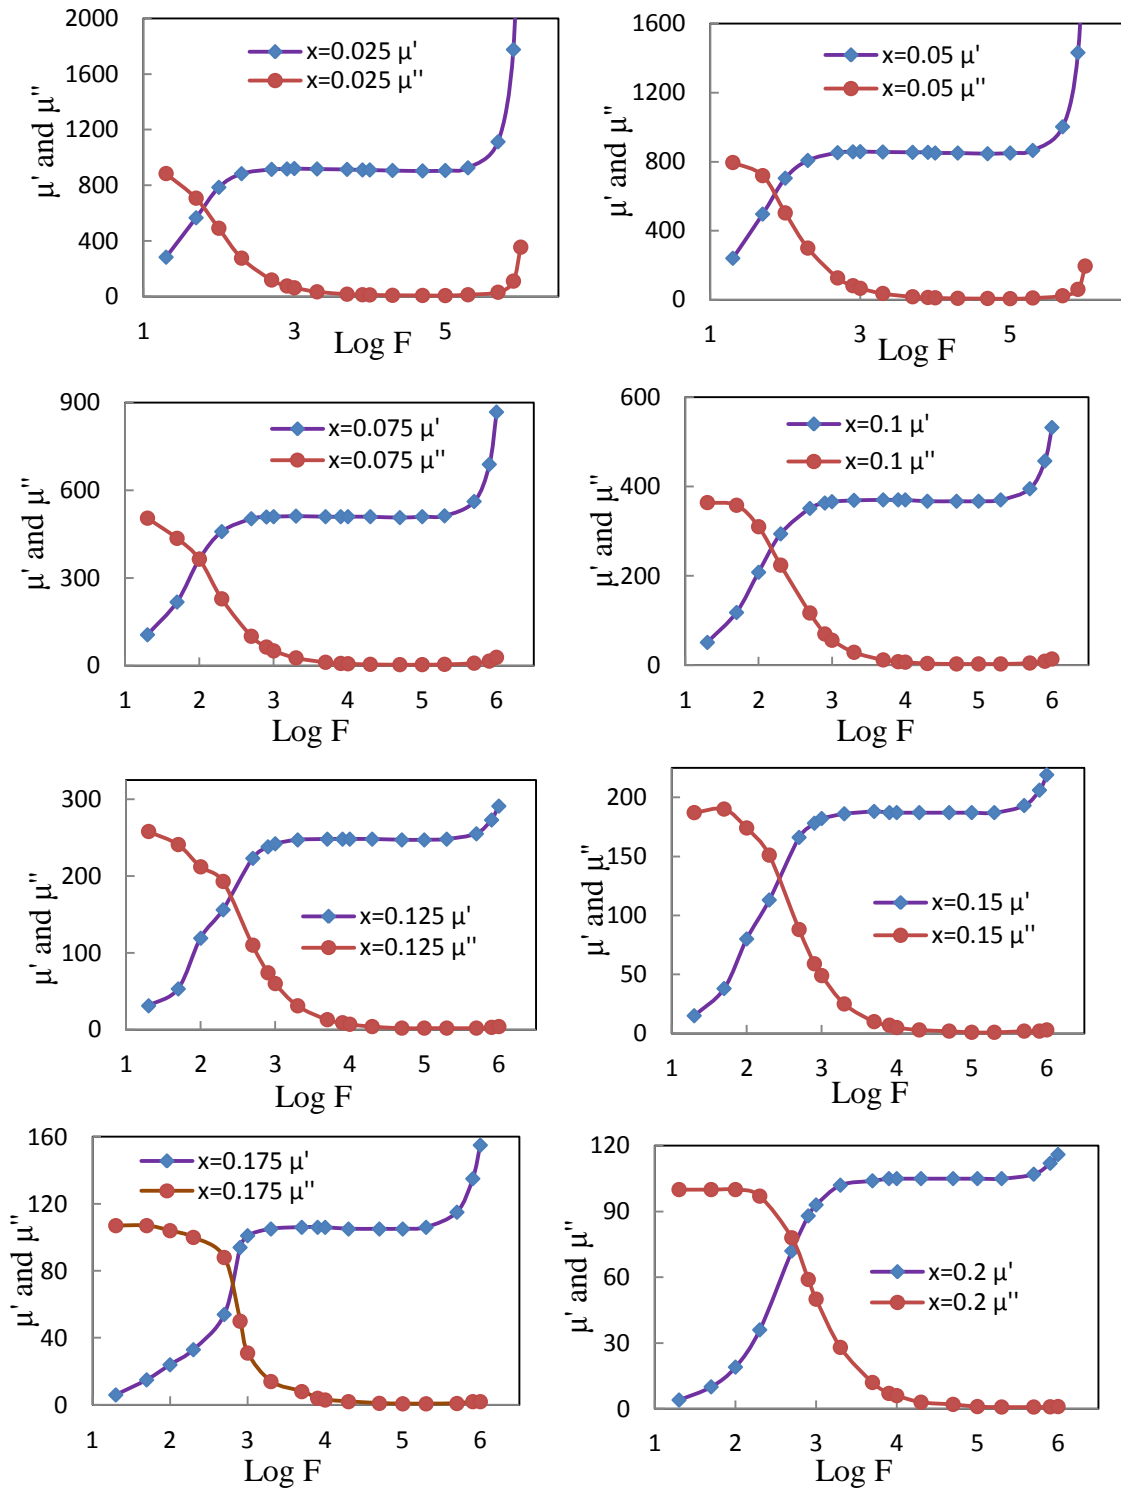 2000
1600
1200
800
400
0
μ' and μ"
x=0.025 μ'
x=0.025 μ''
1 3 5
Log F
1600
1200
800
400
0
μ' and μ"
x=0.05 μ'
x=0.05 μ''
1 3 5
Log F
900
600
300
0
μ' and μ"
x=0.075 μ'
x=0.075 μ''
1 2 3 4 5 6
Log F
600
400
200
0
μ' and μ"
x=0.1 μ'
x=0.1 μ''
1 2 3 4 5 6
Log F
300
200
100
0
μ' and μ"
x=0.125 μ'
x=0.125 μ''
1 2 3 4 5 6
Log F
200
150
100
50
0
μ' and μ"
x=0.15 μ'
x=0.15 μ''
1 2 3 4 5 6
Log F
160
120
80
40
0
μ' and μ"
x=0.175 μ'
x=0.175 μ''
1 2 3 4 5 6
Log F
120
90
60
30
0
μ' and μ"
x=0.2 μ'
x=0.2 μ''
1 2 3 4 5 6
Log F